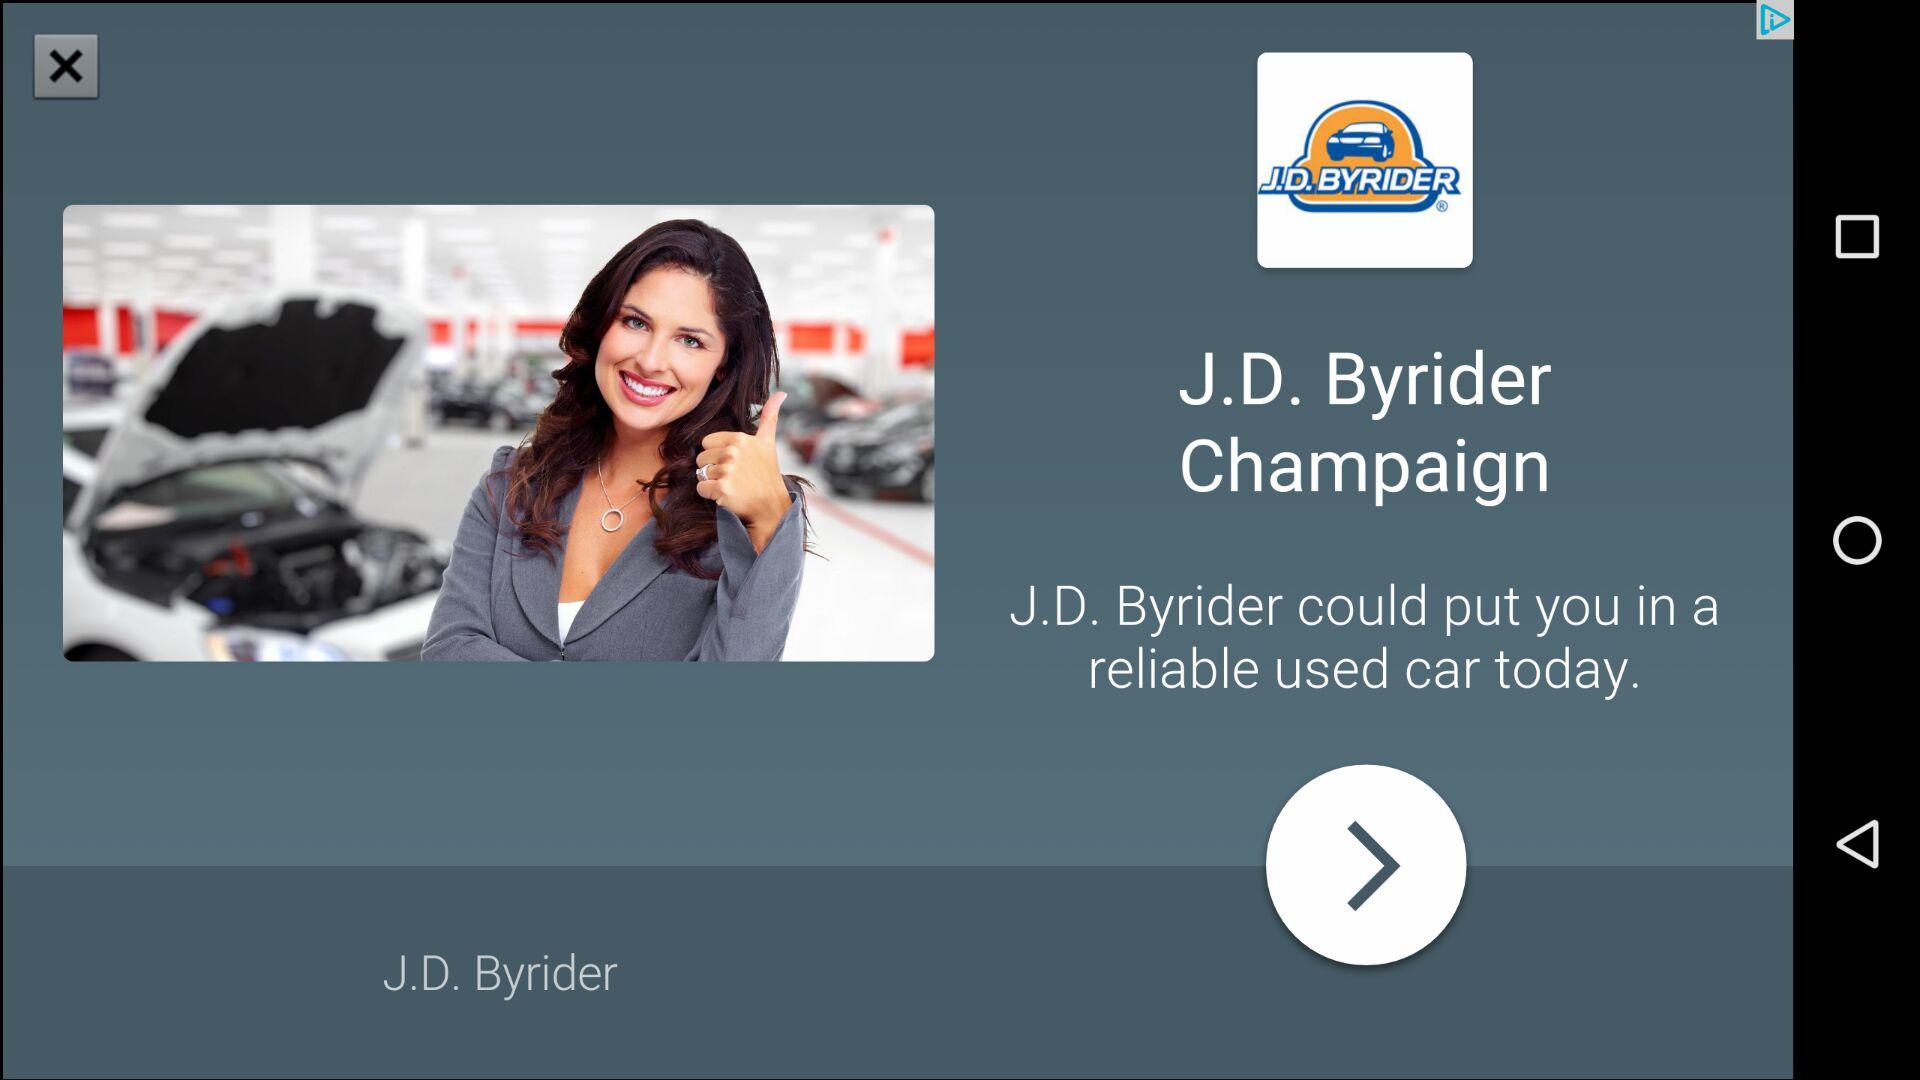 J.D. BYRIDER
®
J.D. Byrider
Champaign
J.D. Byrider could put you in a
reliable used car today.
J.D. Byrider